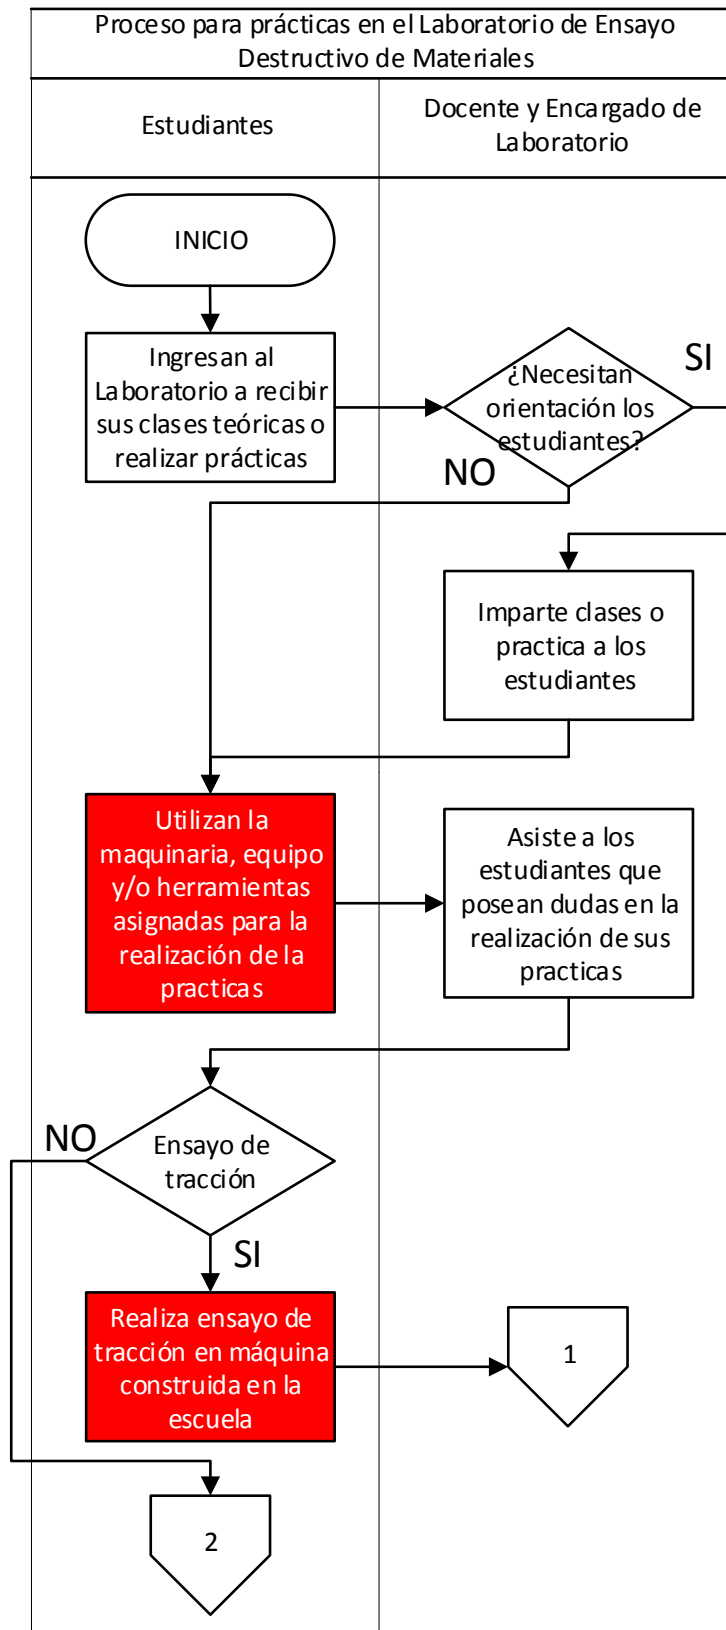 Proceso para prácticas en el Laboratorio de Ensayo
Destructivo de Materiales
Estudiantes
Docente y Encargado de
Laboratorio
INICIO
Ingresan al
Laboratorio a recibir
sus clases teóricas o
realizar prácticas
¿Necesitan
orientación los
estudiantes?
SI
NO
Imparte clases o
practica a los
estudiantes
Utilizan la
maquinaria, equipo
y/o herramientas
asignadas para la
realización de la
practicas
Asiste a los
estudiantes que
posean dudas en la
realización de sus
practicas
NO
Ensayo de
tracción
SI
Realiza ensayo de
tracción en máquina
construida en la
escuela
1
2